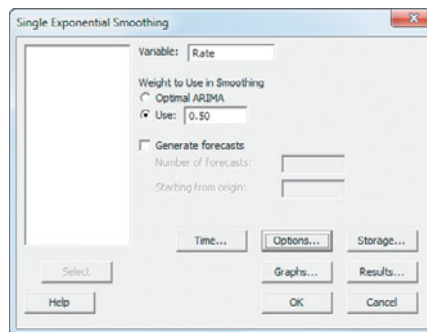 Single Exponential Smoothing
Variable: Rate
Weight to Use in Smoothing
Optimal ARIMA
Use: 0.50
Generate forecasts
Number of forecasts:
Starting from origin:
Time... Options... Storage...
Select Graphs... Results...
Help OK Cancel